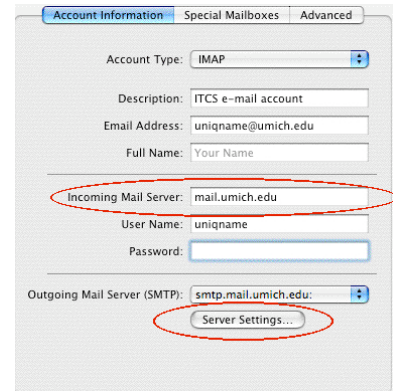 Account Information Special Mailboxes Advanced
Account Type: IMAP
Description: ITCS e-mail account
Email Address: uniqname@umich.edu
Full Name: Your Name
Incoming Mail Server: mail.umich.edu
User Name: uniqname
Password:
Outgoing Mail Server (SMTP): smtp.mail.umich.edu:
Server Settings...